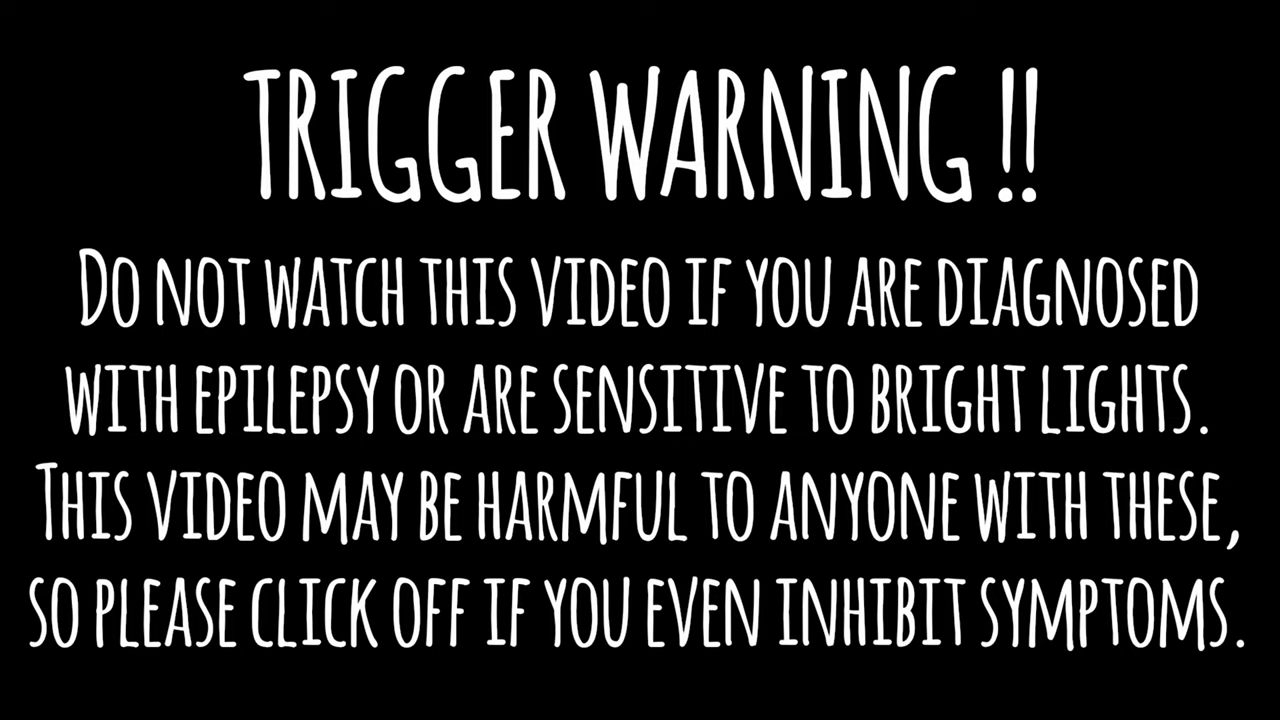 TRIGGER WARNING !!
DO NOT WATCH THIS VIDEO IF YOU ARE DIAGNOSED
WITH EPILEPSY OR ARE SENSITIVE TO BRIGHT LIGHTS.
THIS VIDEO MAY BE HARMFUL TO ANYONE WITH THESE,
SO PLEASE CLICK OFF IF YOU EVEN INHIBIT SYMPTOMS.